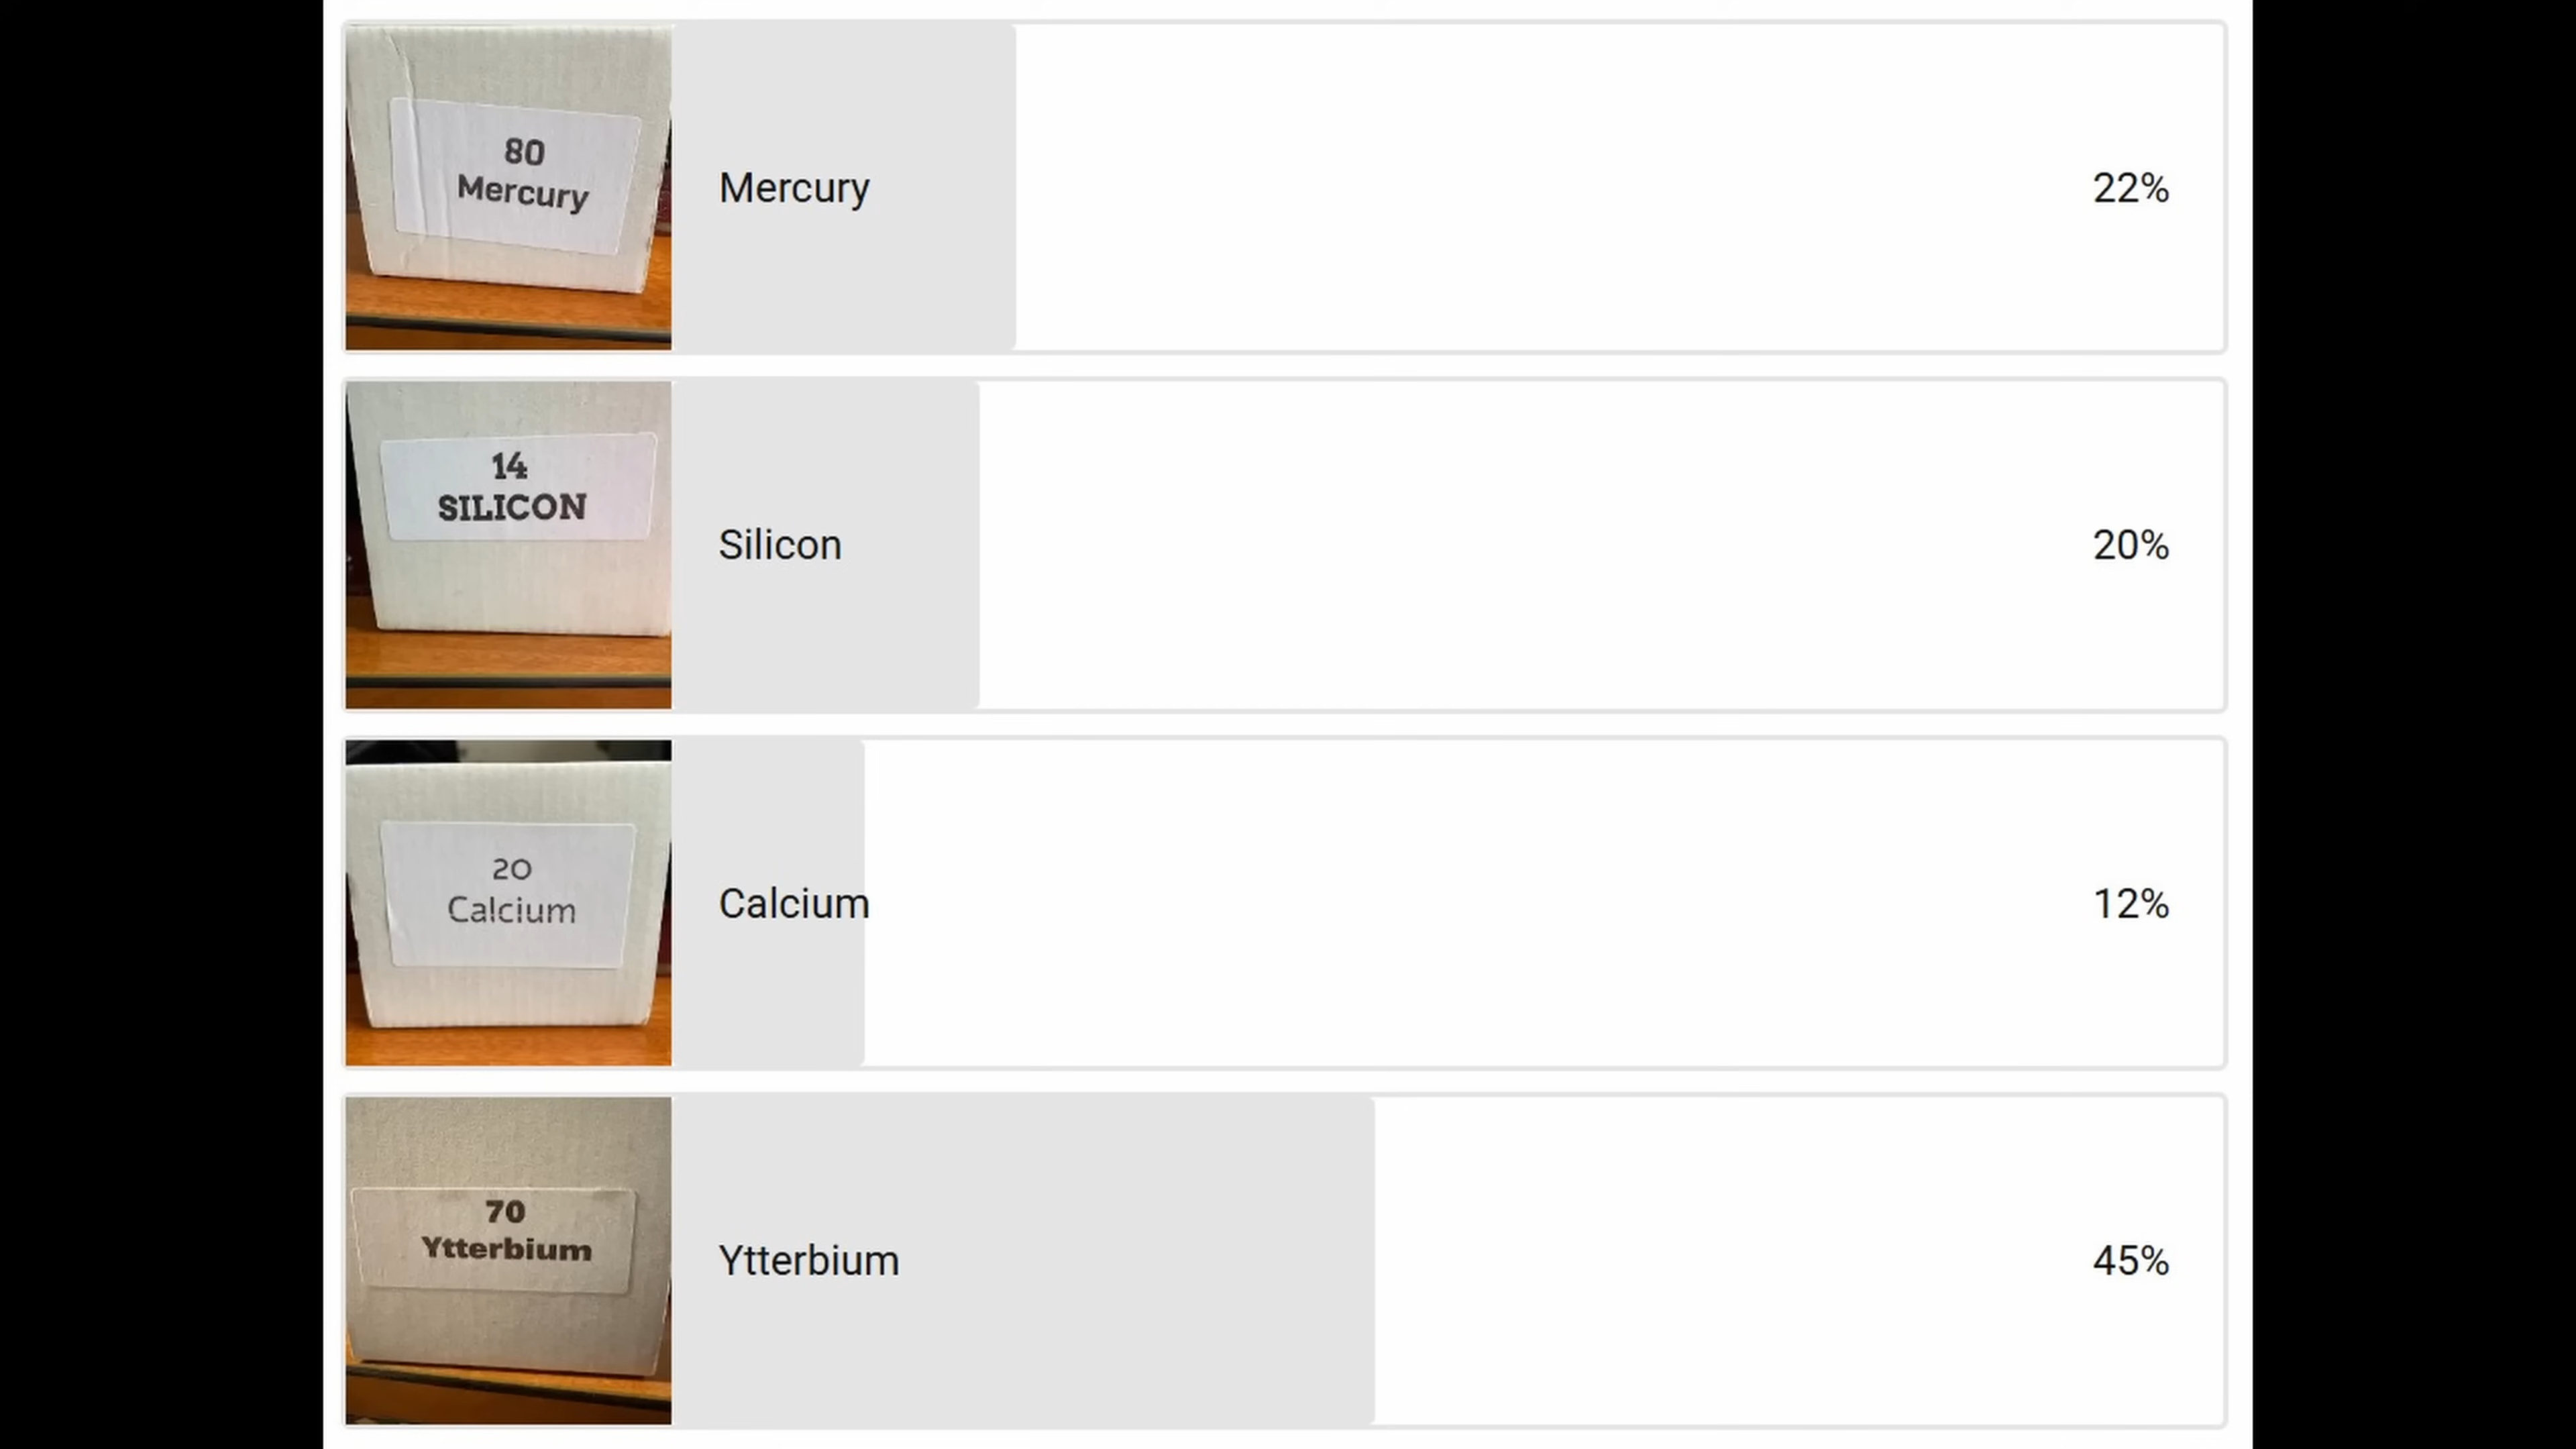 80
Mercury
Mercury
22%
14
SILICON
Silicon
20%
20
Calcium
Calcium
12%
70
Ytterbium
Ytterbium
45%